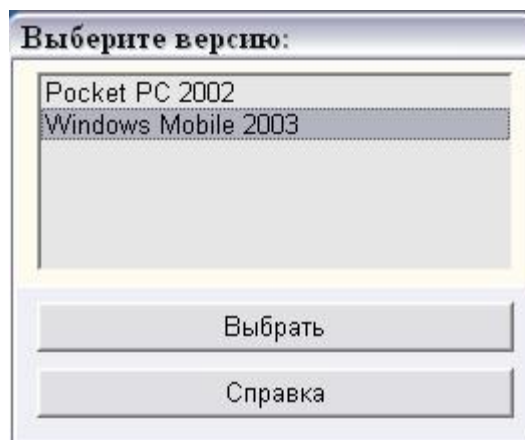 Выберите версию:
Pocket PC 2002
Windows Mobile 2003
Выбрать
Справка